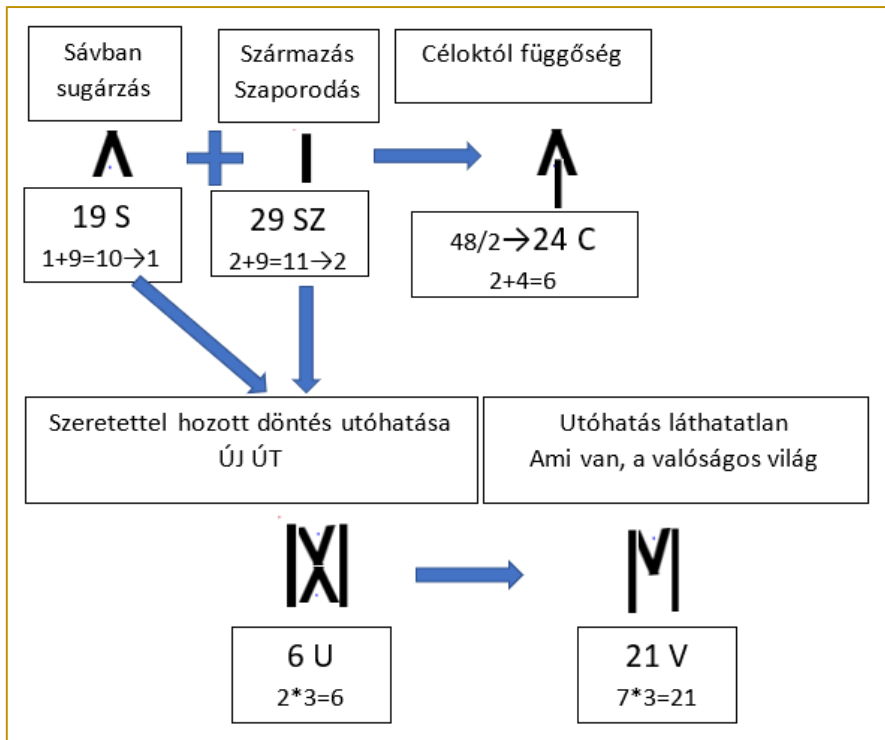 Sávban
sugárzás
Származás
Szaporodás
Céloktól függőség
19 S
1+9=10→1
29 SZ
2+9=11→2
48/2→24 C
2+4=6
Szeretettel hozott döntés utóhatása
ÚJ ÚT
Utóhatás láthatatlan
Ami van, a valóságos világ
6 U
2*3=6
21 V
7*3=21